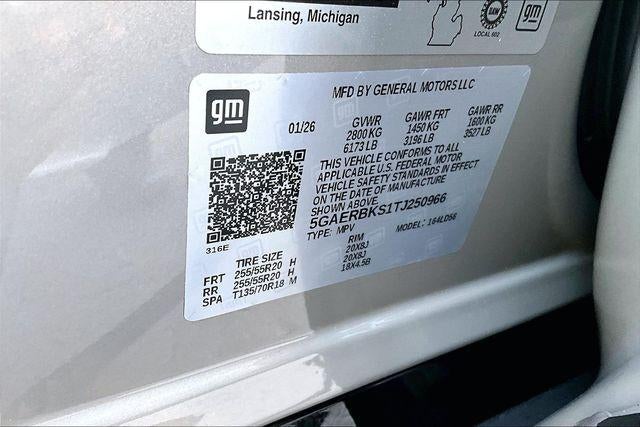 Lansing, Michigan
UAW
LOCAL 602
gm
gm
MFD BY GENERAL MOTORS LLC
01/26
GVWR GAWR FRT GAWR RR
2800 KG 1450 KG 1600 KG
6173 LB 3196 LB 3527 LB
THIS VEHICLE CONFORMS TO ALL
APPLICABLE U.S. FEDERAL MOTOR
VEHICLE SAFETY STANDARDS IN EFFECT
ON THE DATE OF MANUFACTURE
SHOWN ABOVE.
5GAERBKS1TJ250966
TYPE: MPV MODEL: 1&4LD56
316E
TIRE SIZE RIM
FRT 255/55R20 H 20X8J
RR 255/55R20 H 20X8J
SPA T135/70R18 M 18X4.5B